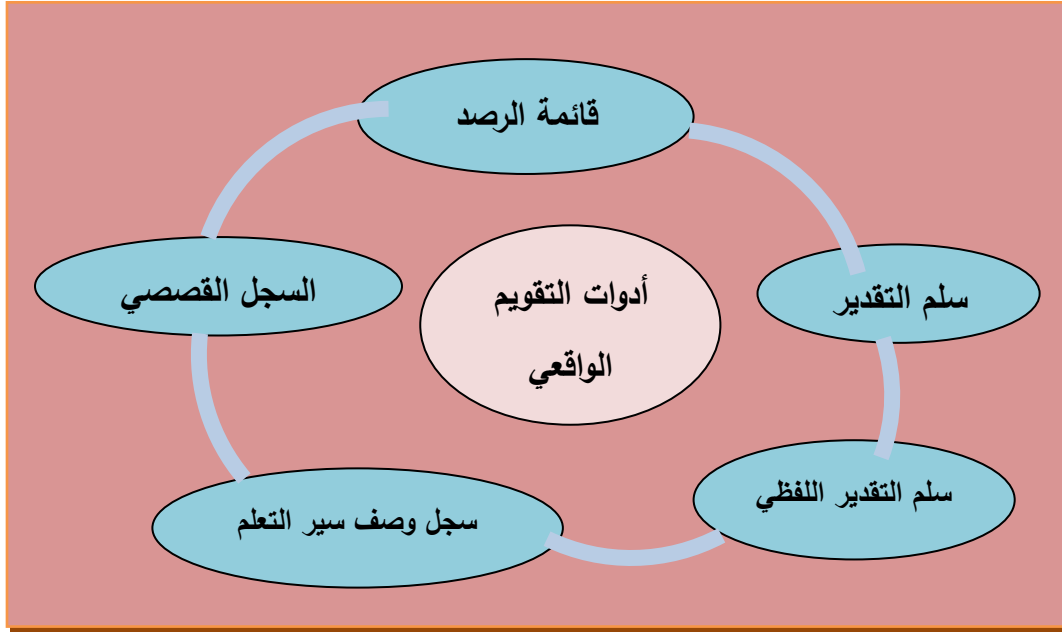 قائمة الرصد
سلم التقدير
سلم التقدير اللفظي
سجل وصف سير التعلم
السجل القصصي
أدوات التقويم
الواقعي